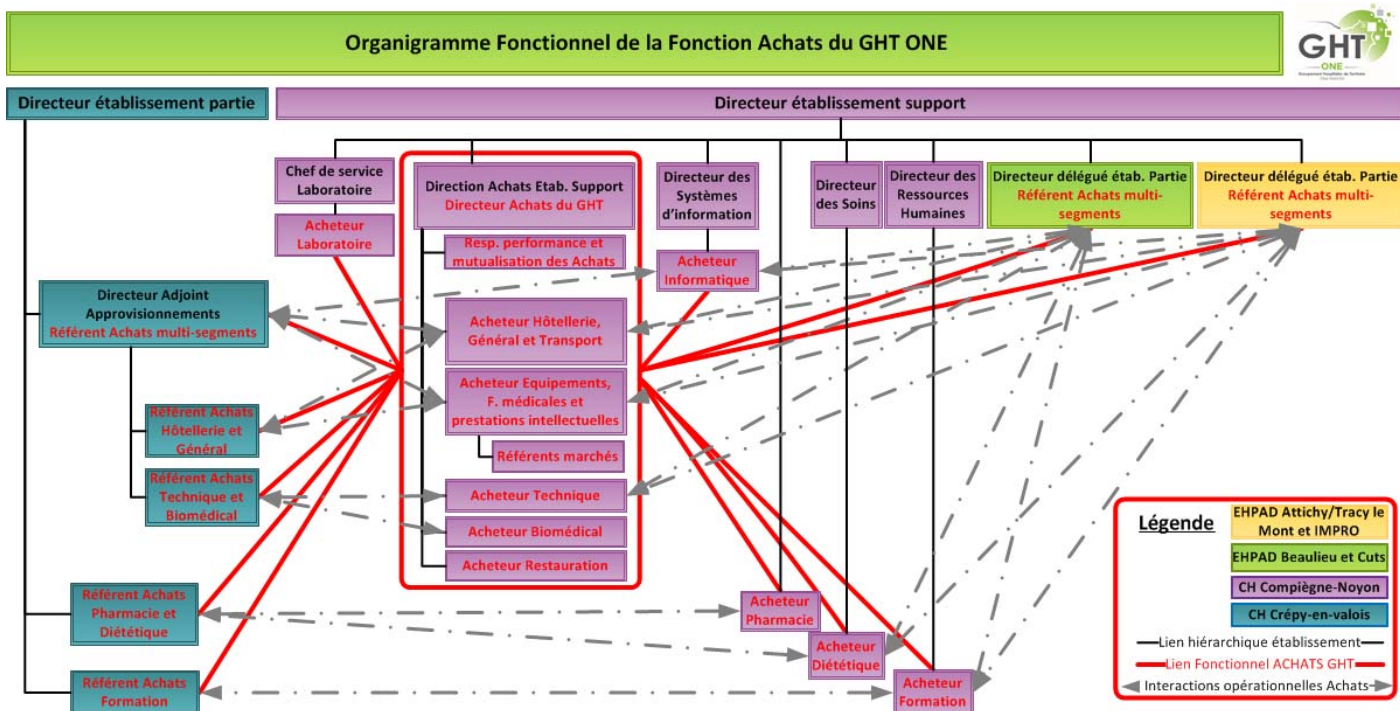 Organigramme Fonctionnel de la Fonction Achats du GHT ONE
GHT
ONE
Directeur établissement partie
Directeur établissement support
Chef de service
Laboratoire
Acheteur
Laboratoire
Direction Achats Etab. Support
Directeur Achats du GHT
Resp. performance et
mutualisation des Achats
Acheteur Hôtellerie,
Général et Transport
Acheteur Equipements,
F. médicales et
prestations intellectuelles
Référents marchés
Acheteur Technique
Acheteur Biomédical
Acheteur Restauration
Directeur des
Systèmes
d'information
Acheteur
Informatique
Directeur
des Soins
Directeur des
Ressources
Humaines
Directeur délégué étab. Partie
Référent Achats multi-
segments
Directeur délégué étab. Partie
Référent Achats multi-
segments
Directeur Adjoint
Approvisionnements
Référent Achats multi-segments
Référent Achats
Hôtellerie et
Général
Référent Achats
Technique et
Biomédical
Référent Achats
Pharmacie et
Diététique
Référent Achats
Formation
Acheteur
Pharmacie
Acheteur
Diététique
Acheteur
Formation
Légende
EHPAD Attichy/Tracy le
Mont et IMPRO
EHPAD Beaulieu et Cuts
CH Compiègne-Noyon
CH Crépy-en-valois
Lien hiérarchique établissement
Lien Fonctionnel ACHATS GHT
Interactions opérationnelles Achats